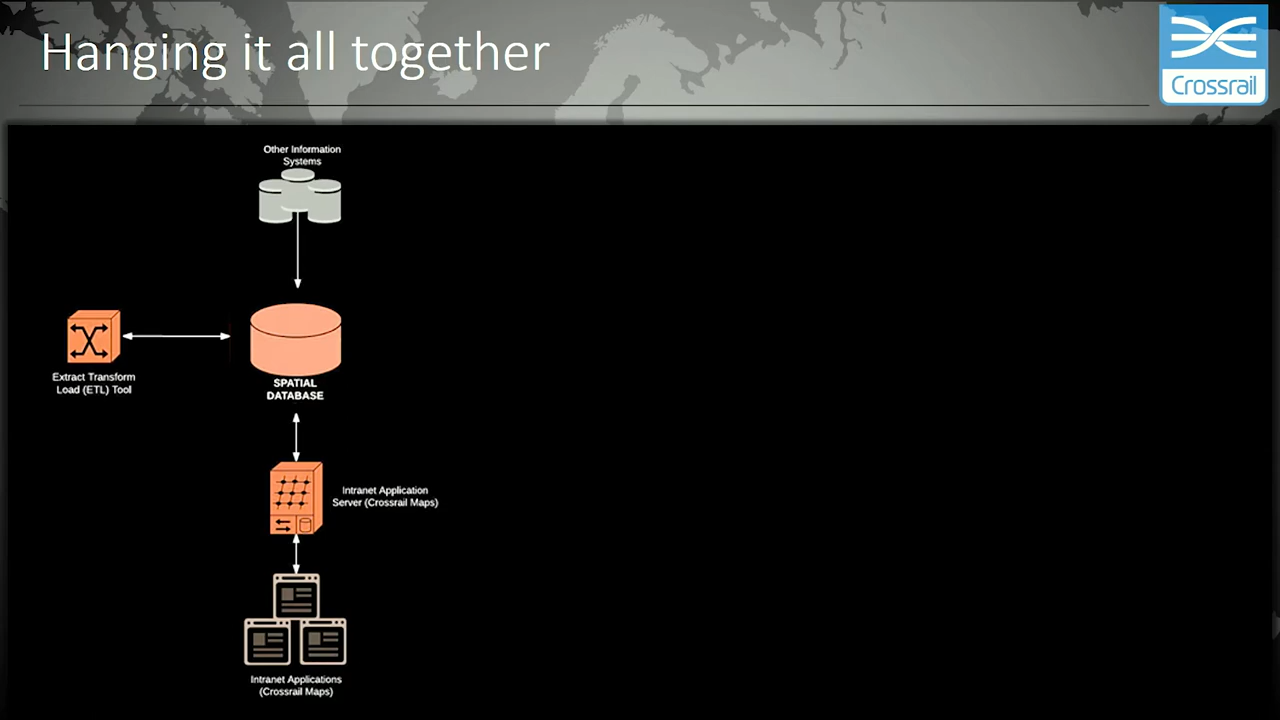 Hanging it all together
Crossrail
Other Information
Systems
Extract Transform
Load (ETL) Tool
SPATIAL
DATABASE
Intranet Application
Server (Crossrail Maps)
Intranet Applications
(Crossrail Maps)